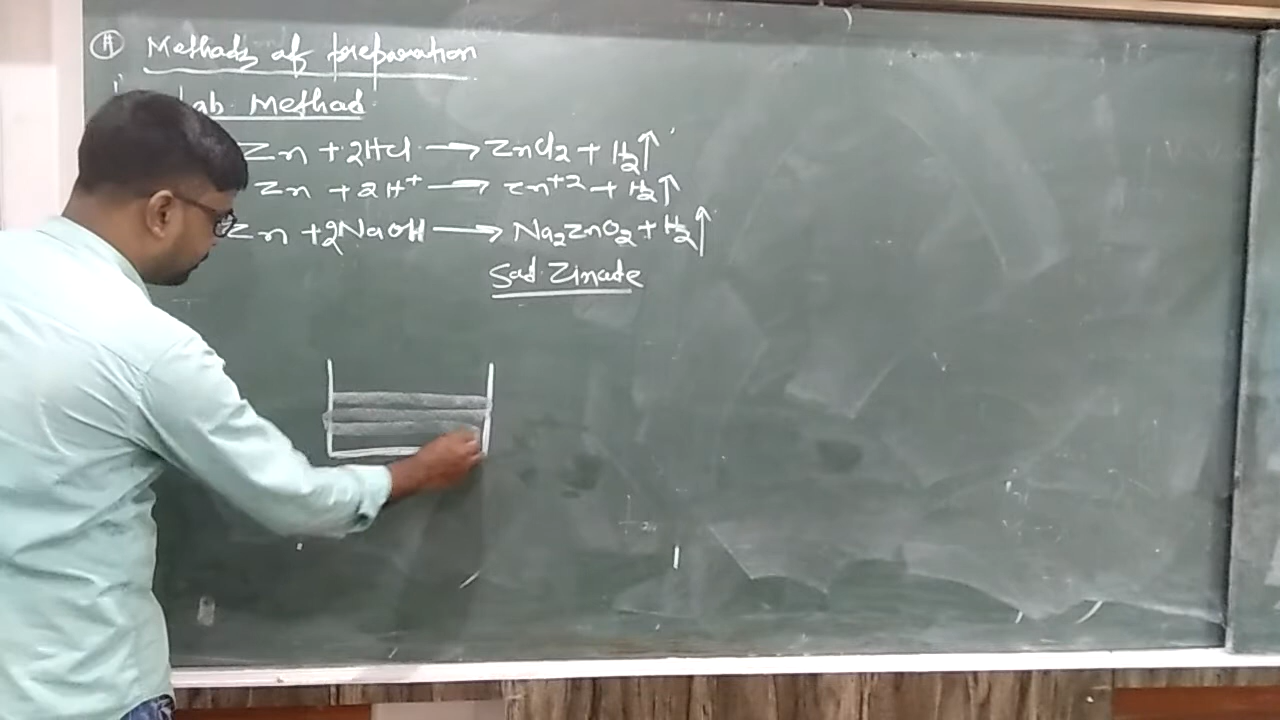 (#) Methods of preparation
Lab Method
Zn + 2HCl → ZnCl2 + H2↑
Zn + 2H+ → Zn+2 + H2↑
Zn + 2NaOH → Na2ZnO2 + H2↑
Sod. Zincate